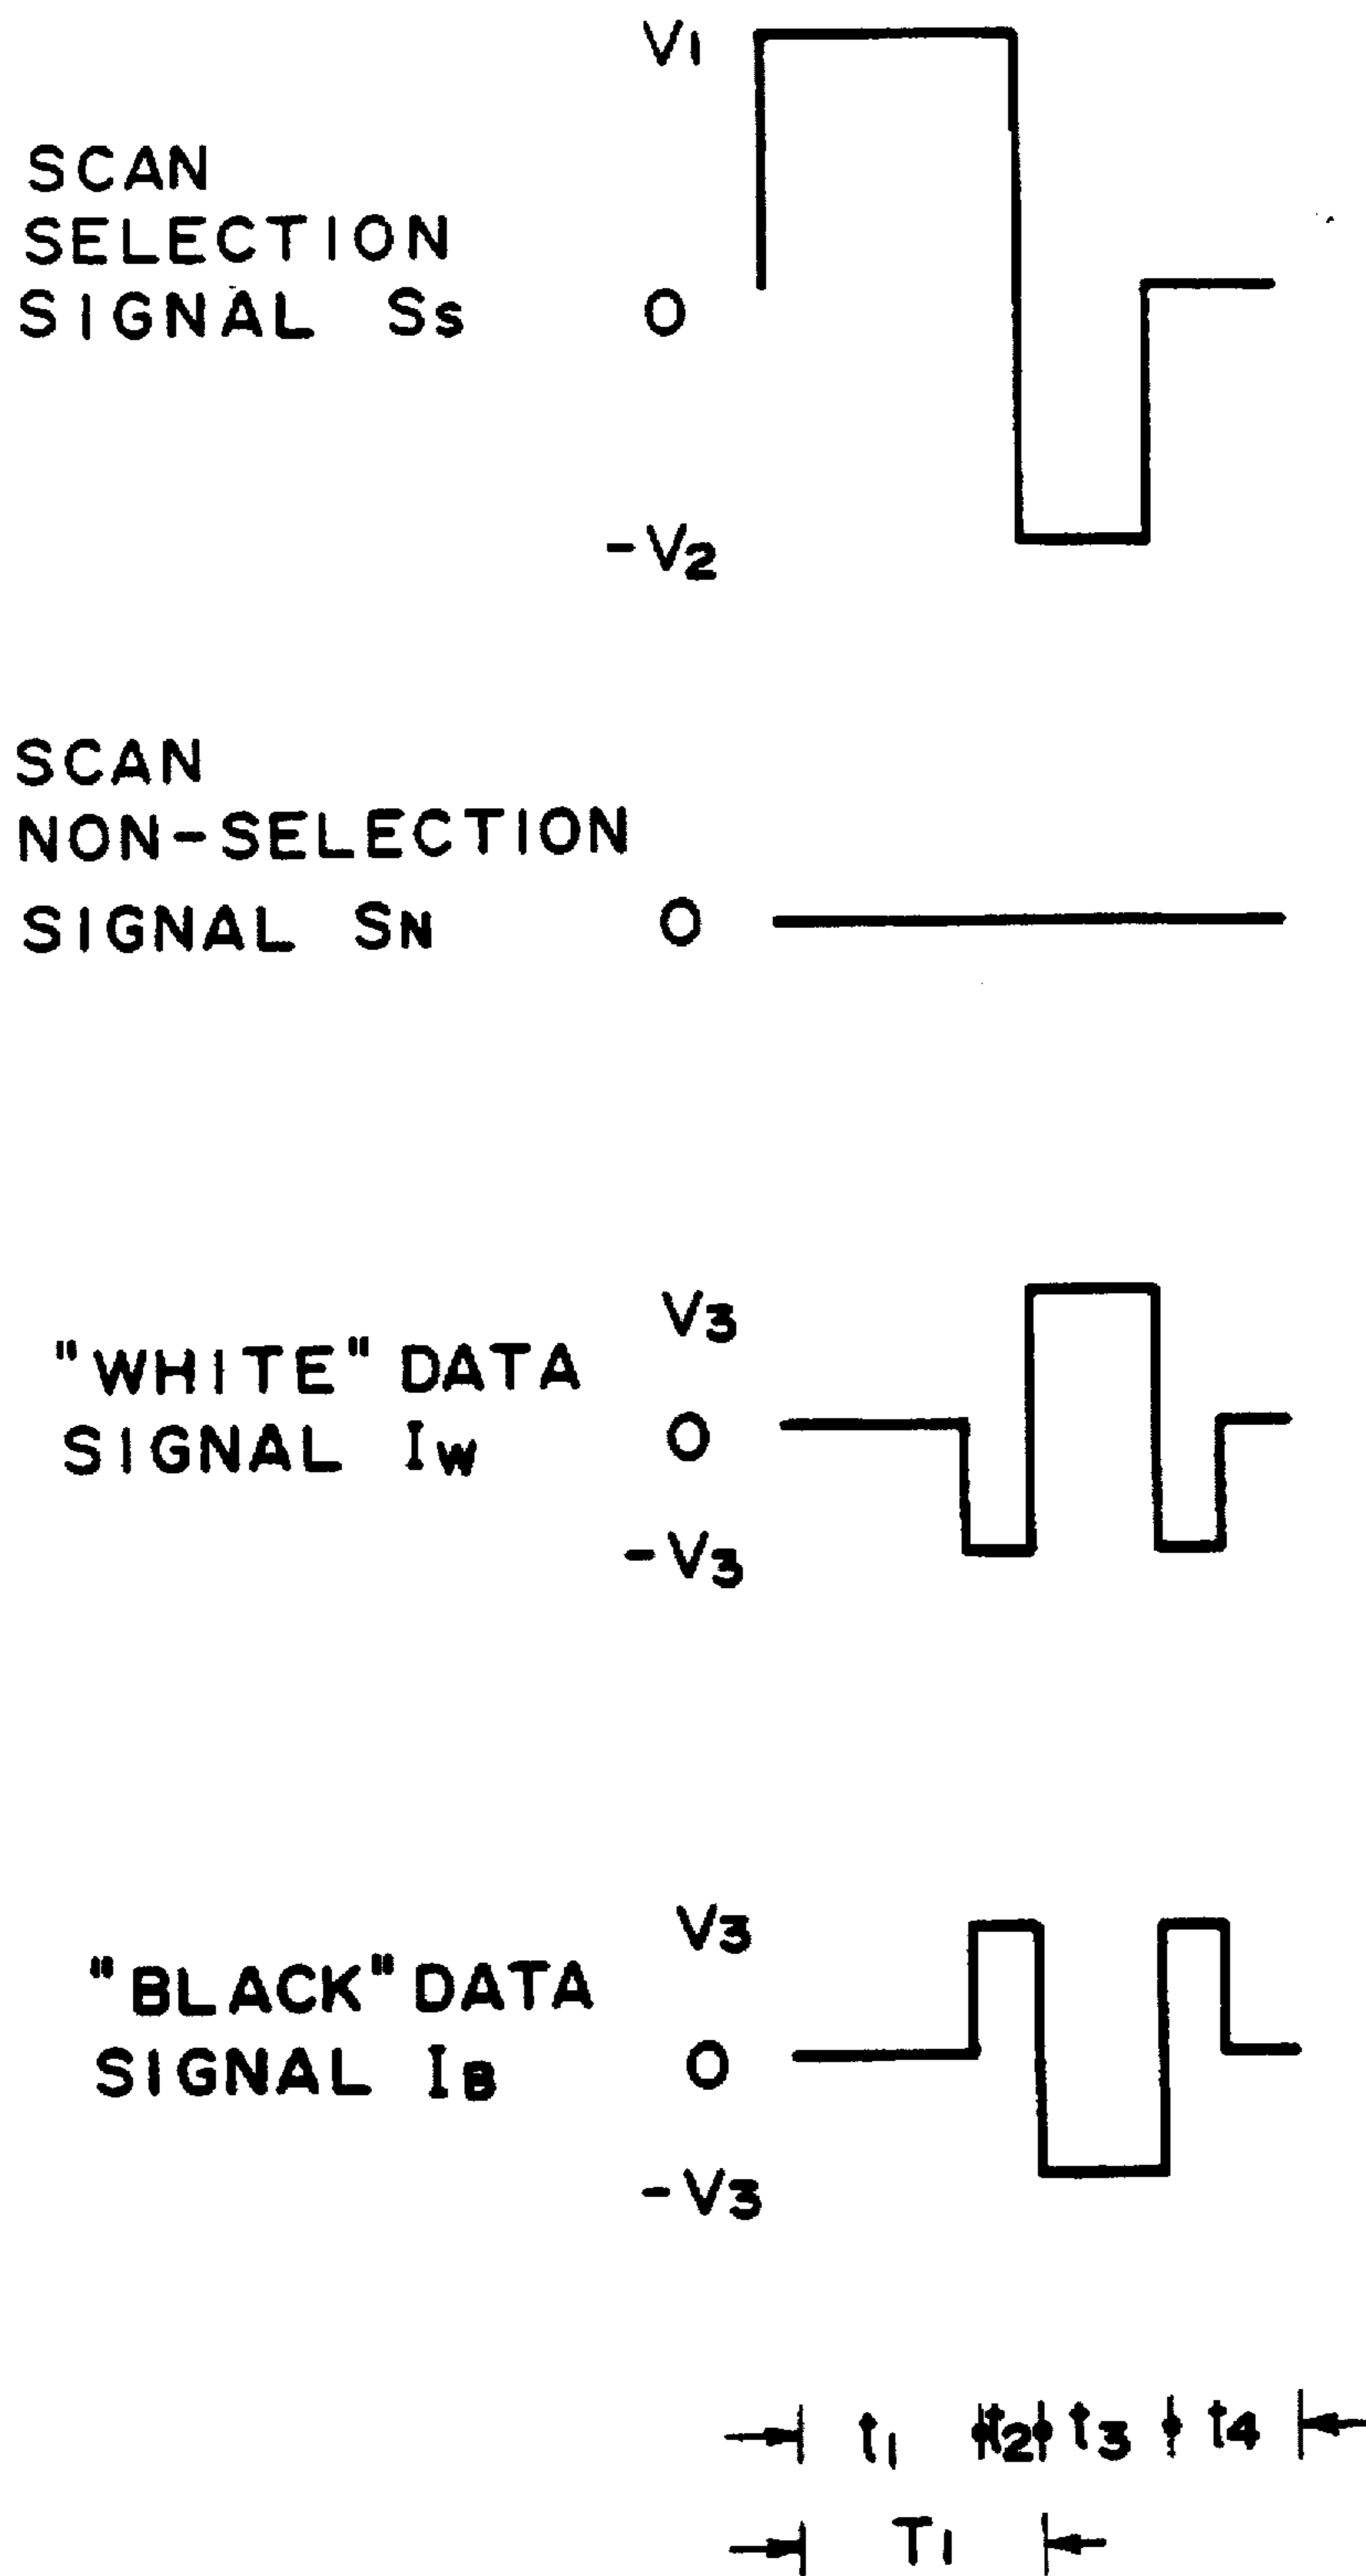 V1
SCAN
SELECTION
SIGNAL Ss
0
-V2
SCAN
NON-SELECTION
SIGNAL SN
0
V3
"WHITE" DATA
SIGNAL IW
0
-V3
V3
"BLACK" DATA
SIGNAL IB
0
-V3
t1 t2 t3 t4
T1